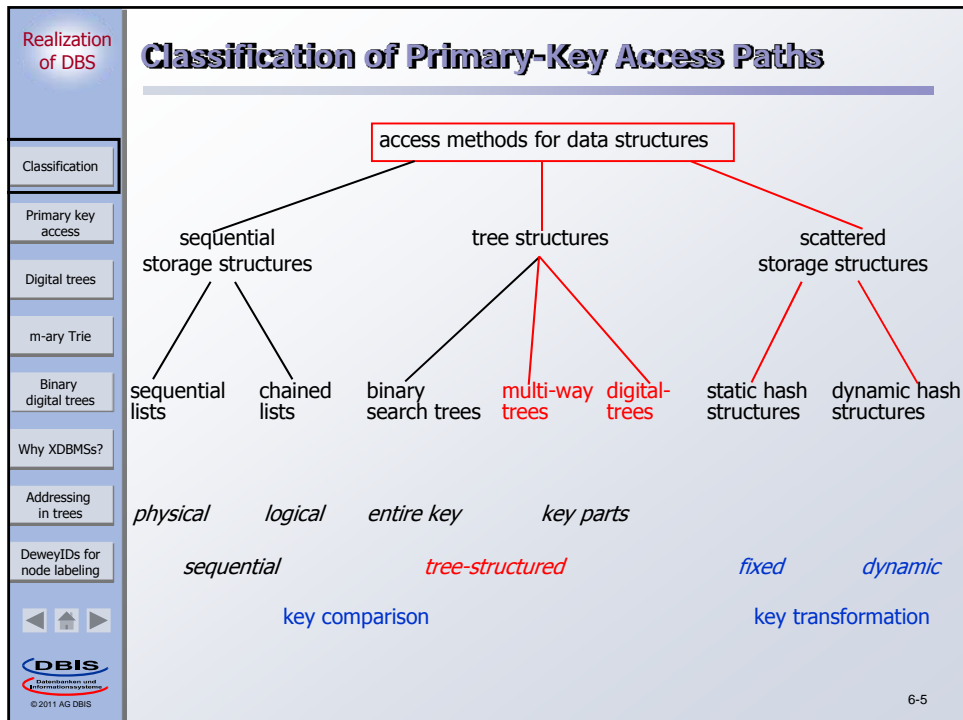 Realization
of DBS
Classification of Primary-Key Access Paths
Classification
Primary key
access
Digital trees
m-ary Trie
Binary
digital trees
Why XDBMSs?
Addressing
in trees
DeweyIDs for
node labeling
DBIS
Datenbanken und
Informationssysteme
© 2011 AG DBIS
access methods for data structures
sequential
storage structures
tree structures
scattered
storage structures
sequential
lists
chained
lists
binary
search trees
multi-way
trees
digital-
trees
static hash
structures
dynamic hash
structures
physical logical entire key key parts
sequential tree-structured fixed dynamic
key comparison key transformation
6-5